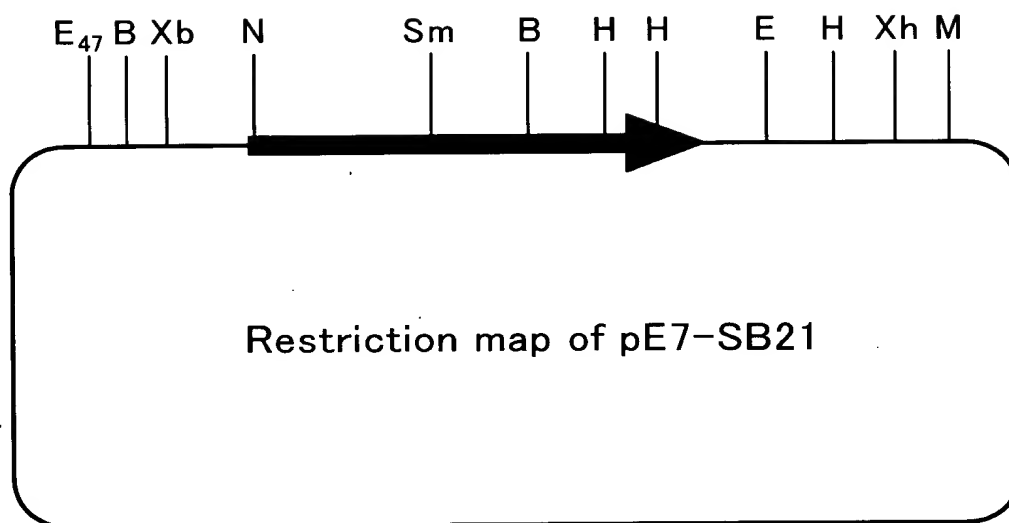 E₄₇ B Xb N Sm B H H E H Xh M
Restriction map of pE7-SB21